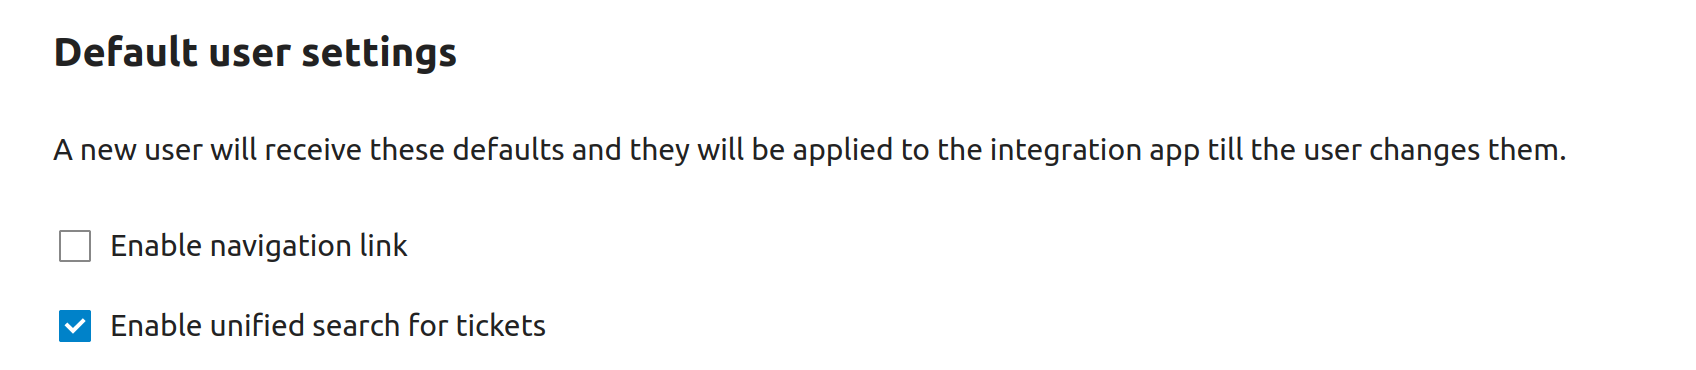 Default user settings
A new user will receive these defaults and they will be applied to the integration app till the user changes them.
Enable navigation link
Enable unified search for tickets